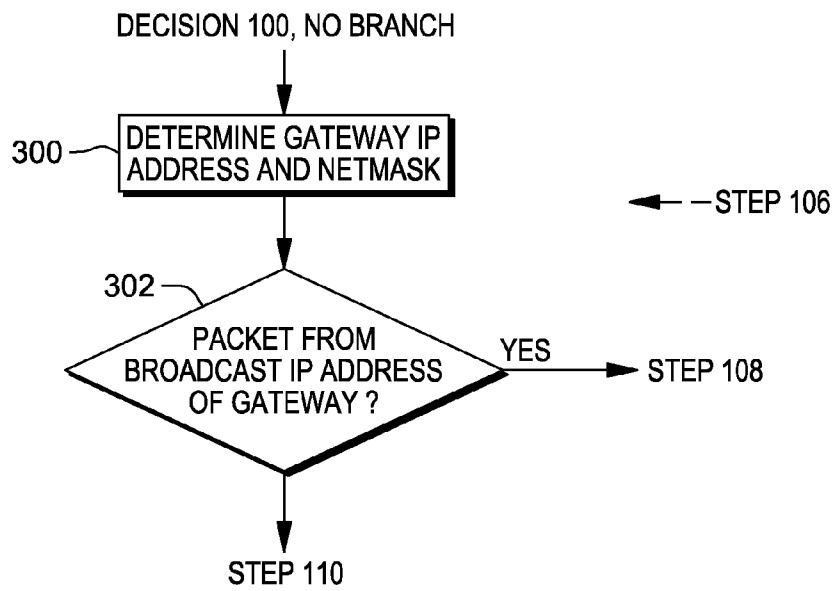 DECISION 100, NO BRANCH
300
DETERMINE GATEWAY IP
ADDRESS AND NETMASK
STEP 106
302
PACKET FROM
BROADCAST IP ADDRESS
OF GATEWAY ?
YES
STEP 108
STEP 110